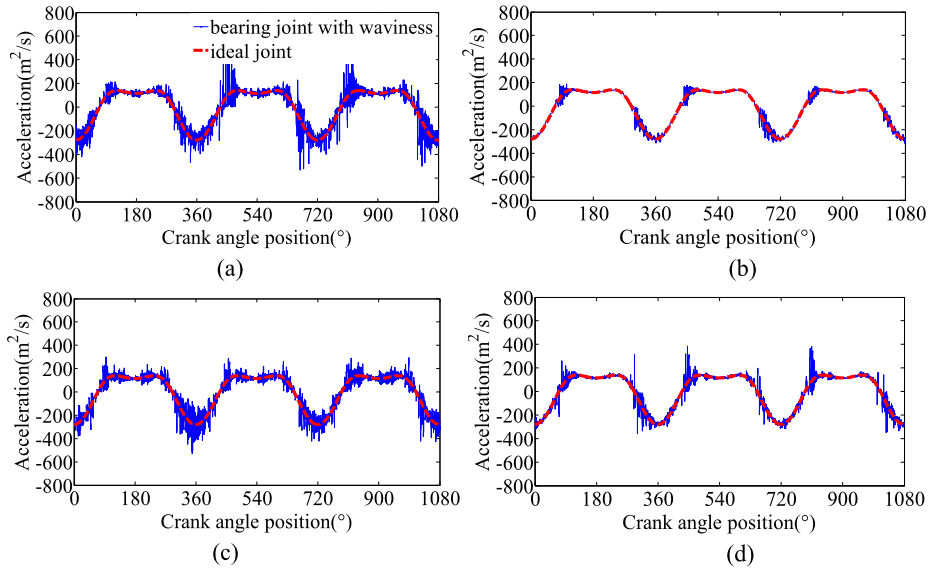 800
600
400
200
0
-200
-400
-600
-800
Acceleration(m²/s)
bearing joint with waviness
ideal joint
0 180 360 540 720 900 1080
Crank angle position(°)
(a)
800
600
400
200
0
-200
-400
-600
-800
Acceleration(m²/s)
0 180 360 540 720 900 1080
Crank angle position(°)
(b)
800
600
400
200
0
-200
-400
-600
-800
Acceleration(m²/s)
0 180 360 540 720 900 1080
Crank angle position(°)
(c)
800
600
400
200
0
-200
-400
-600
-800
Acceleration(m²/s)
0 180 360 540 720 900 1080
Crank angle position(°)
(d)